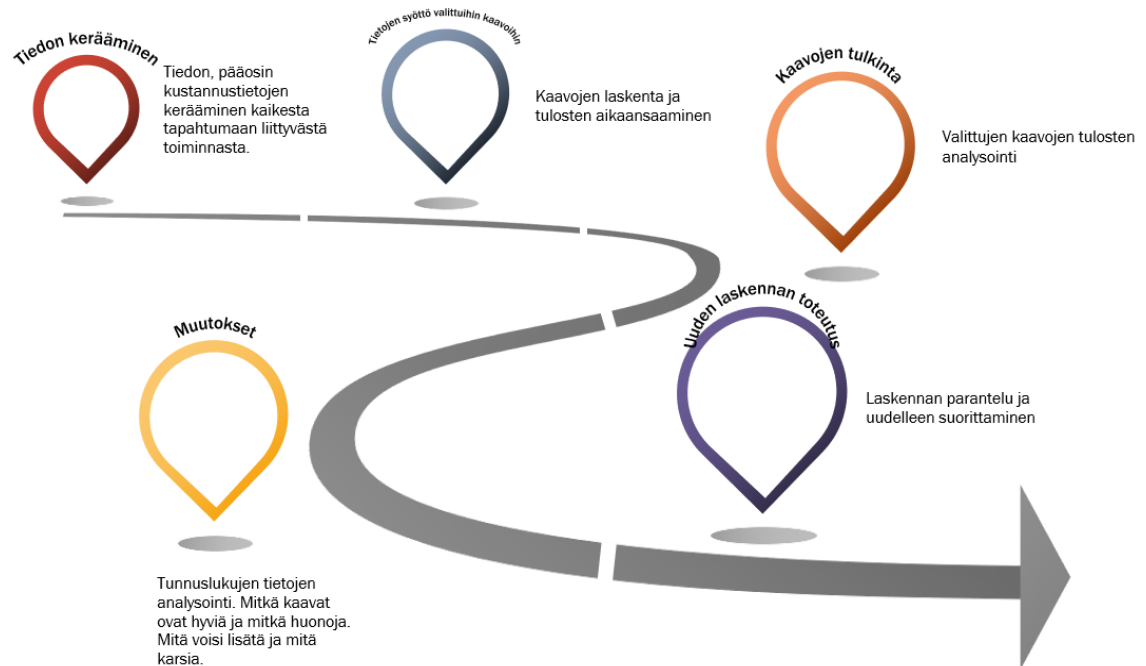 Tiedon kerääminen
Tiedon, pääosin
kustannustietojen
kerääminen kaikesta
tapahtumaan liittyvästä
toiminnasta.
Tietojen syöttö valittuihin kaavoihin
Kaavojen laskenta ja
tulosten aikaansaaminen
Kaavojen tulkinta
Valittujen kaavojen tulosten
analysointi
Muutokset
Tunnuslukujen tietojen
analysointi. Mitkä kaavat
ovat hyviä ja mitkä huonoja.
Mitä voisi lisätä ja mitä
karsia.
Uuden laskennan toteutus
Laskennan parantelu ja
uudelleen suorittaminen